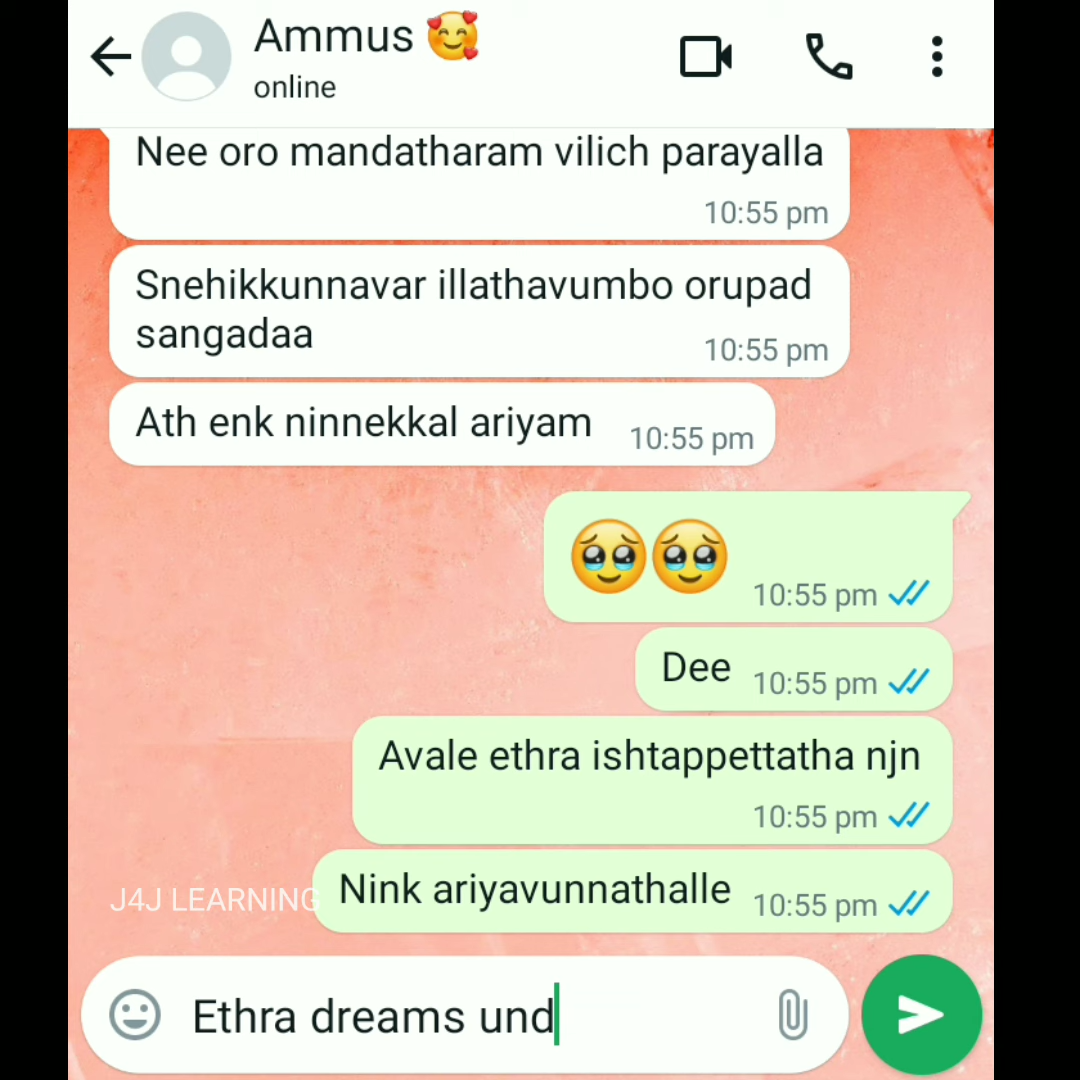 Ammus 🥰
online
Nee oro mandatharam vilich parayalla
10:55 pm
Snehikkunnavar illathavumbo orupad
sangadaa
10:55 pm
Ath enk ninnekkal ariyam 10:55 pm
🥹🥹 10:55 pm
Dee 10:55 pm
Avale ethra ishtappettatha njn
10:55 pm
J4J LEARNING
Nink ariyavunnathalle 10:55 pm
Ethra dreams und